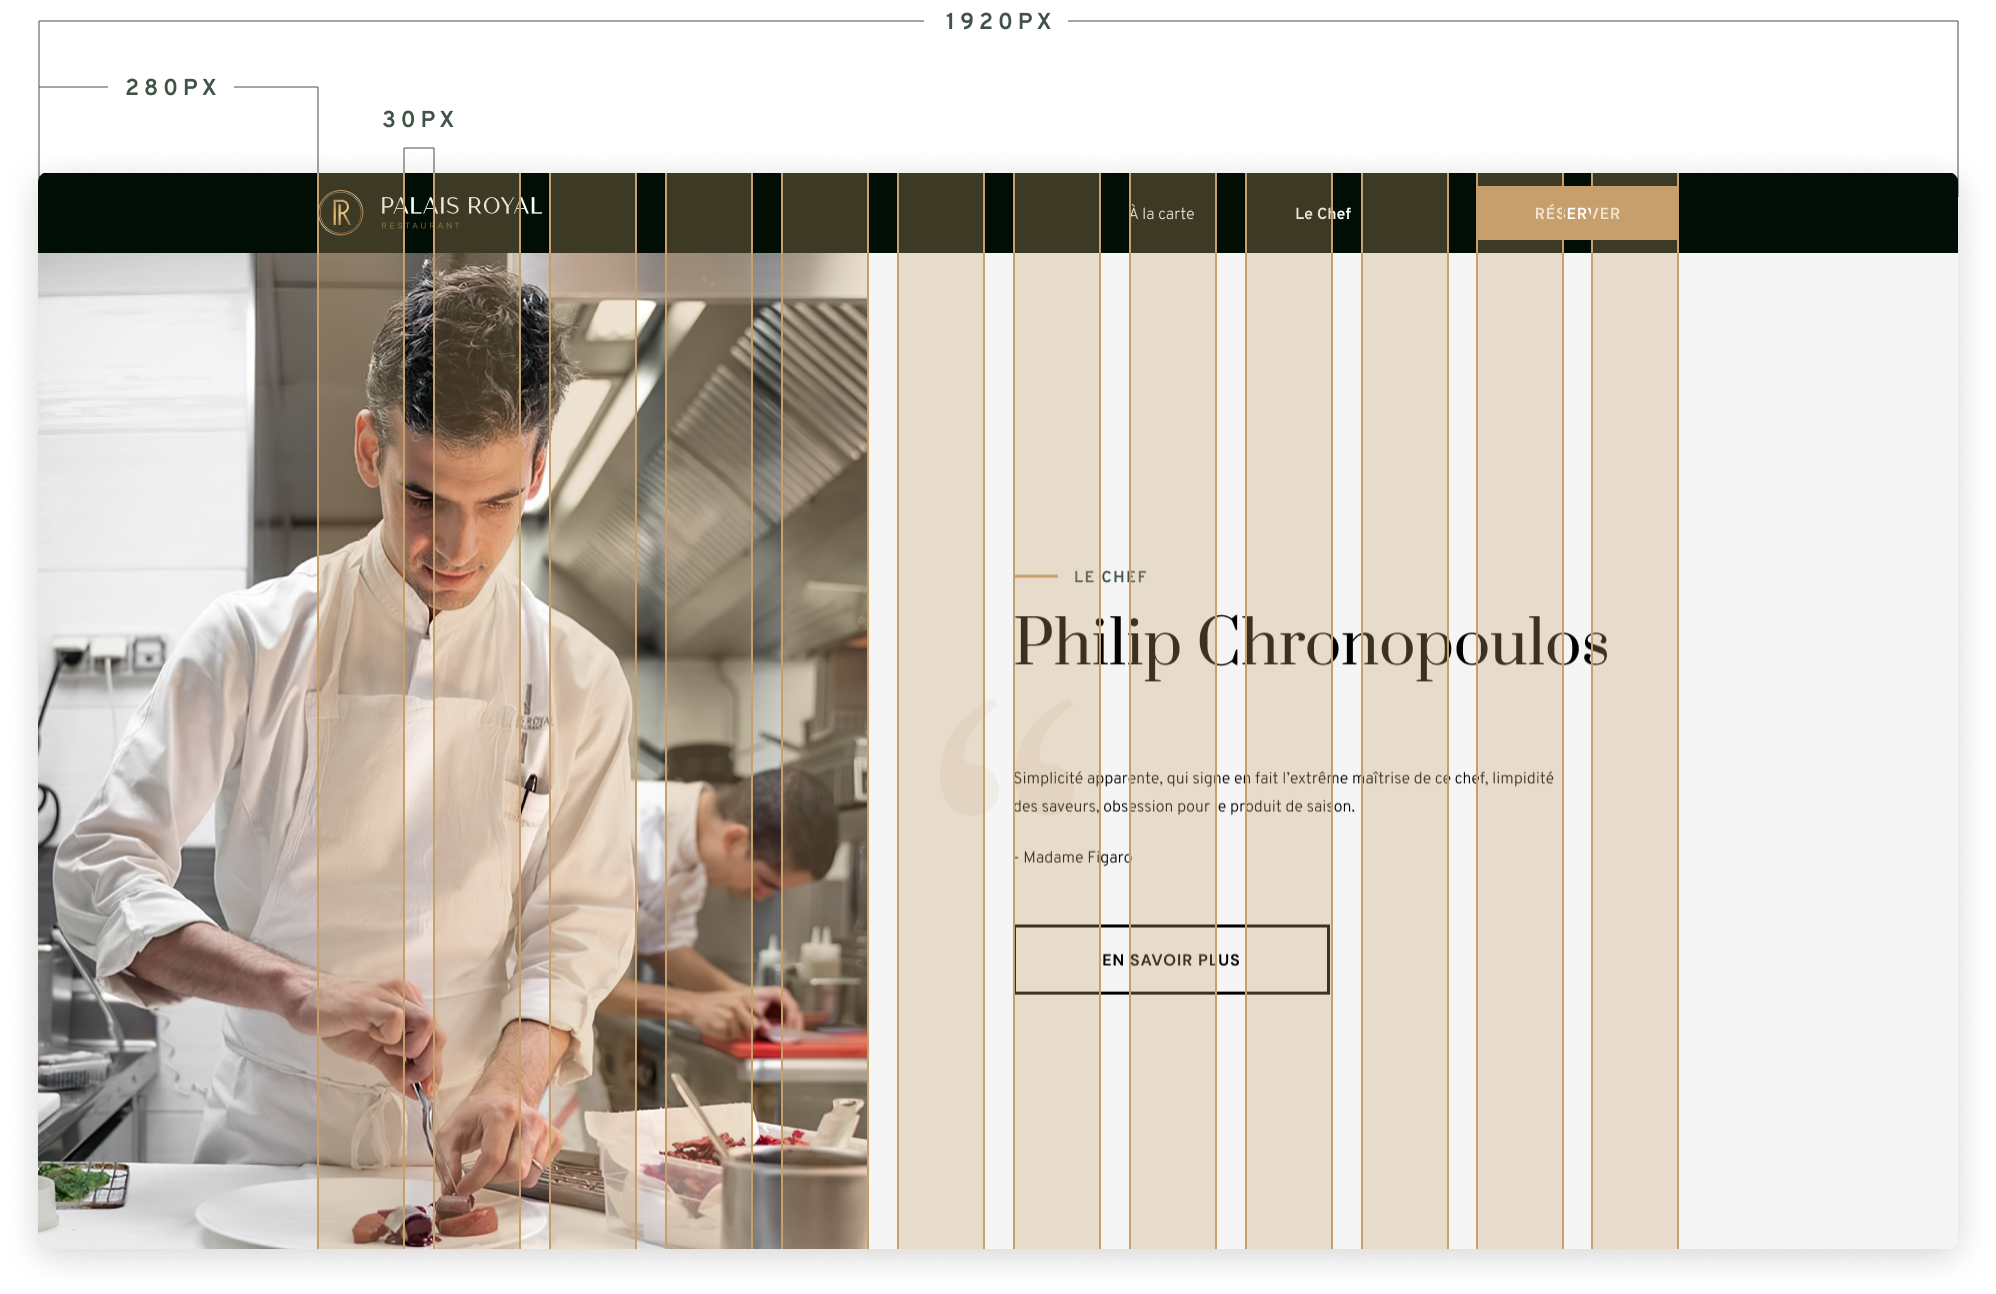 1920PX
280PX
30PX
PALAIS ROYAL
RESTAURANT
À la carte
Le Chef
RÉSERVER
LE CHEF
Philip Chronopoulos
“
Simplicité apparente, qui signe en fait l’extrême maîtrise de ce chef, limpidité
des saveurs, obsession pour le produit de saison.
- Madame Figaro
EN SAVOIR PLUS